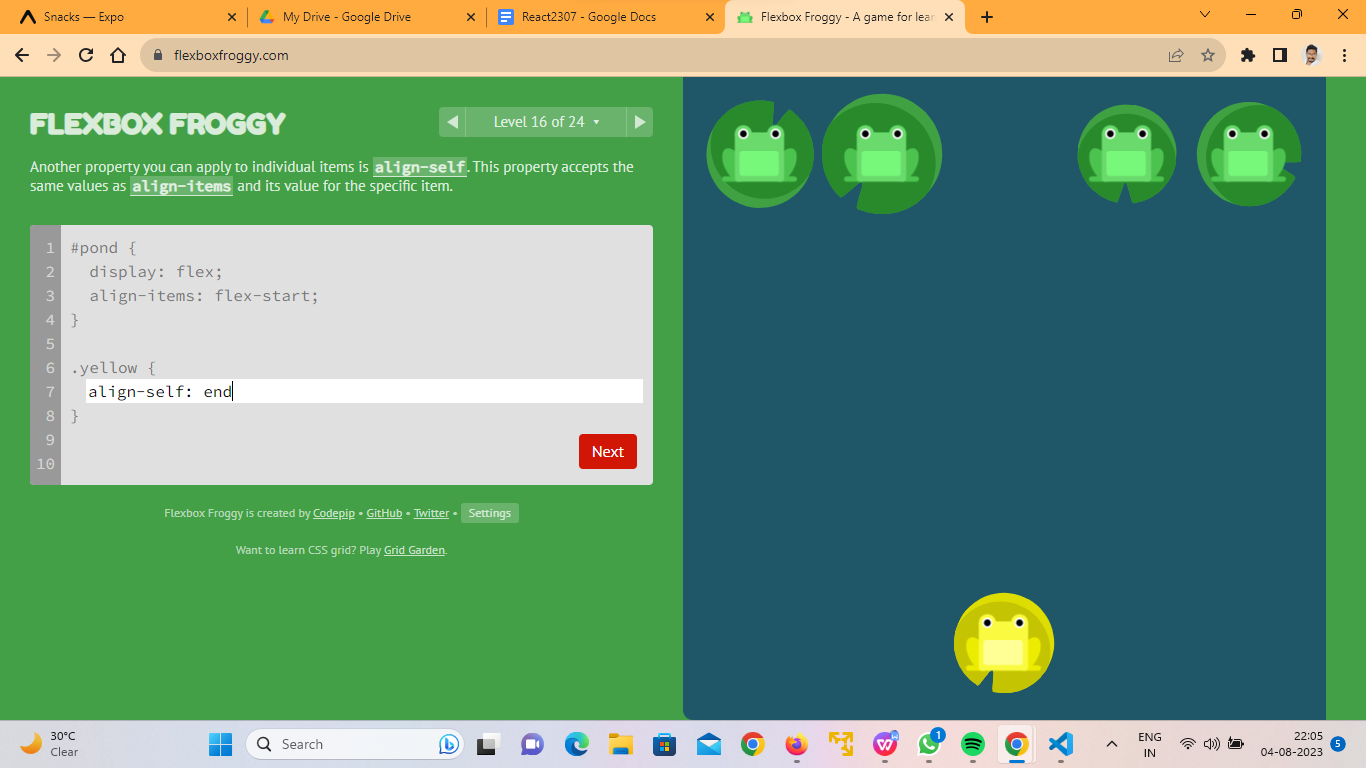 Snacks — Expo
My Drive - Google Drive
React2307 - Google Docs
Flexbox Froggy - A game for lear
flexboxfroggy.com
FLEXBOX FROGGY
Level 16 of 24
Another property you can apply to individual items is align-self. This property accepts the
same values as align-items and its value for the specific item.
1 #pond {
2 display: flex;
3 align-items: flex-start;
4 }
5
6 .yellow {
7 align-self: end
8 }
9
10
Next
Flexbox Froggy is created by Codepip • GitHub • Twitter • Settings
Want to learn CSS grid? Play Grid Garden.
30°C
Clear
Search
1
ENG
IN
22:05
04-08-2023
5